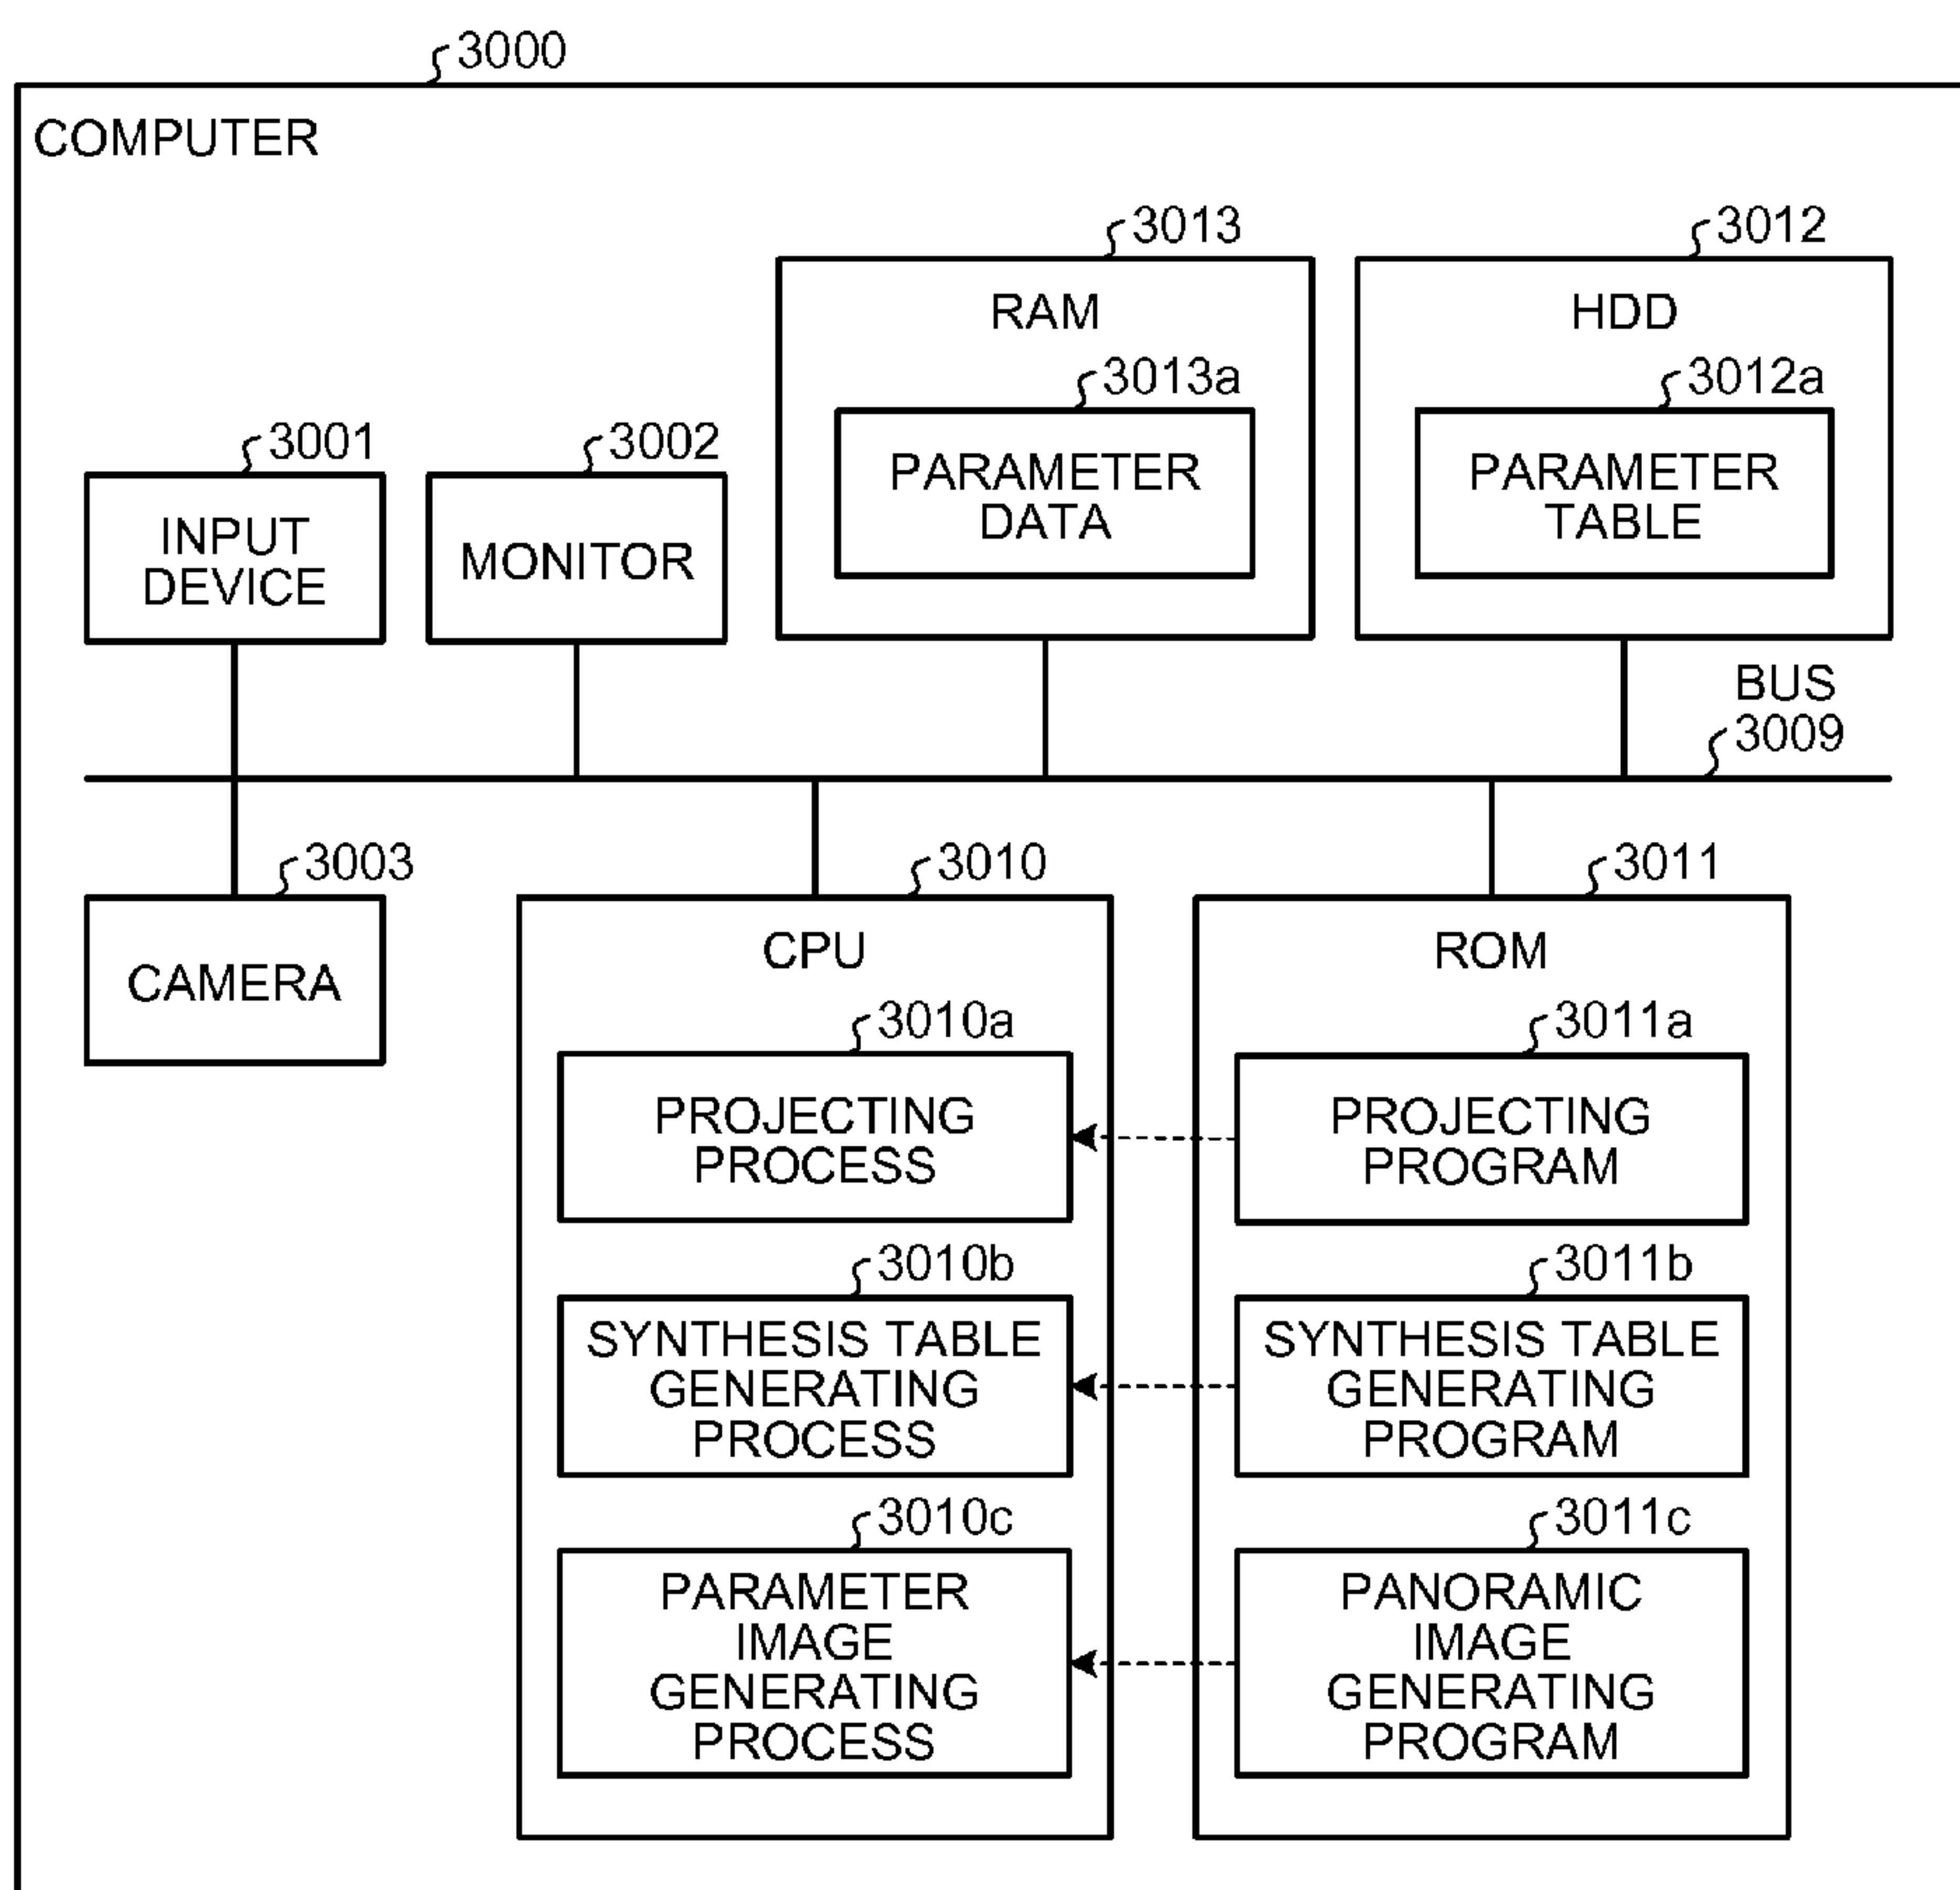 3000
COMPUTER
3013
3012
RAM
HDD
3013a
3012a
PARAMETER
DATA
PARAMETER
TABLE
3001
3002
INPUT
DEVICE
MONITOR
BUS
3009
3003
3010
3011
CAMERA
CPU
ROM
3010a
3011a
PROJECTING
PROCESS
PROJECTING
PROGRAM
3010b
3011b
SYNTHESIS TABLE
GENERATING
PROCESS
SYNTHESIS TABLE
GENERATING
PROGRAM
3010c
3011c
PARAMETER
IMAGE
GENERATING
PROCESS
PANORAMIC
IMAGE
GENERATING
PROGRAM